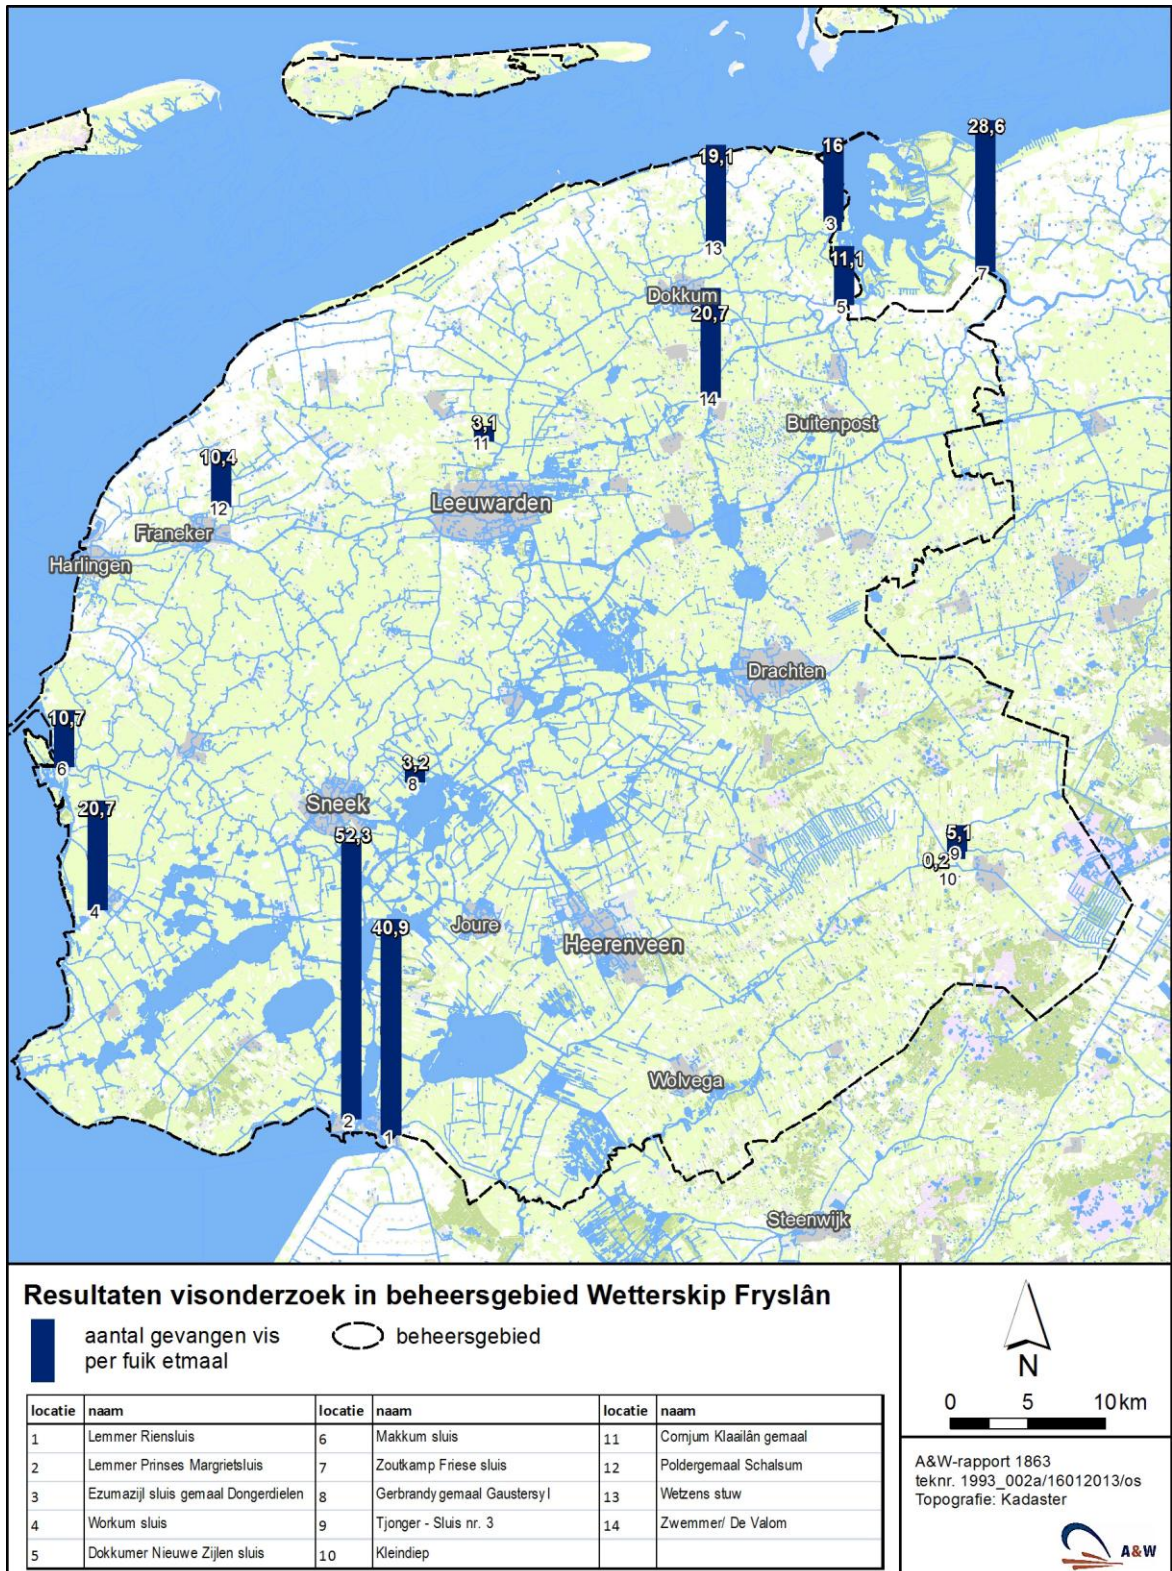 28,6
16
19,1
3
13
11,1
7
Dokkum
5
20,7
14
3,1
Buitenpost
11
10,4
Leeuwarden
12
Franeker
Harlingen
Drachten
10,7
3,2
6
8
Sneek
20,7
52,3
5,1
9
0,2
10
4
40,9
Joure
Heerenveen
Wolvega
2
1
Steenwijk
Resultaten visonderzoek in beheersgebied Wetterskip Fryslân
aantal gevangen vis
per fuik etmaal
beheersgebied
N
0 5 10 km
locatie naam locatie naam locatie naam
1 Lemmer Riensluis 6 Makkum sluis 11 Cornjum Klaailân gemaal
2 Lemmer Prinses Margrietsluis 7 Zoutkamp Friese sluis 12 Poldergemaal Schalsum
3 Ezumazijl sluis gemaal Dongerdielen 8 Gerbrandy gemaal Gaustersyl 13 Wetzens stuw
4 Workum sluis 9 Tjonger - Sluis nr. 3 14 Zwemmer/ De Valom
5 Dokkumer Nieuwe Zijlen sluis 10 Kleindiep
A&W-rapport 1863
teknr. 1993_002a/16012013/os
Topografie: Kadaster
A&W